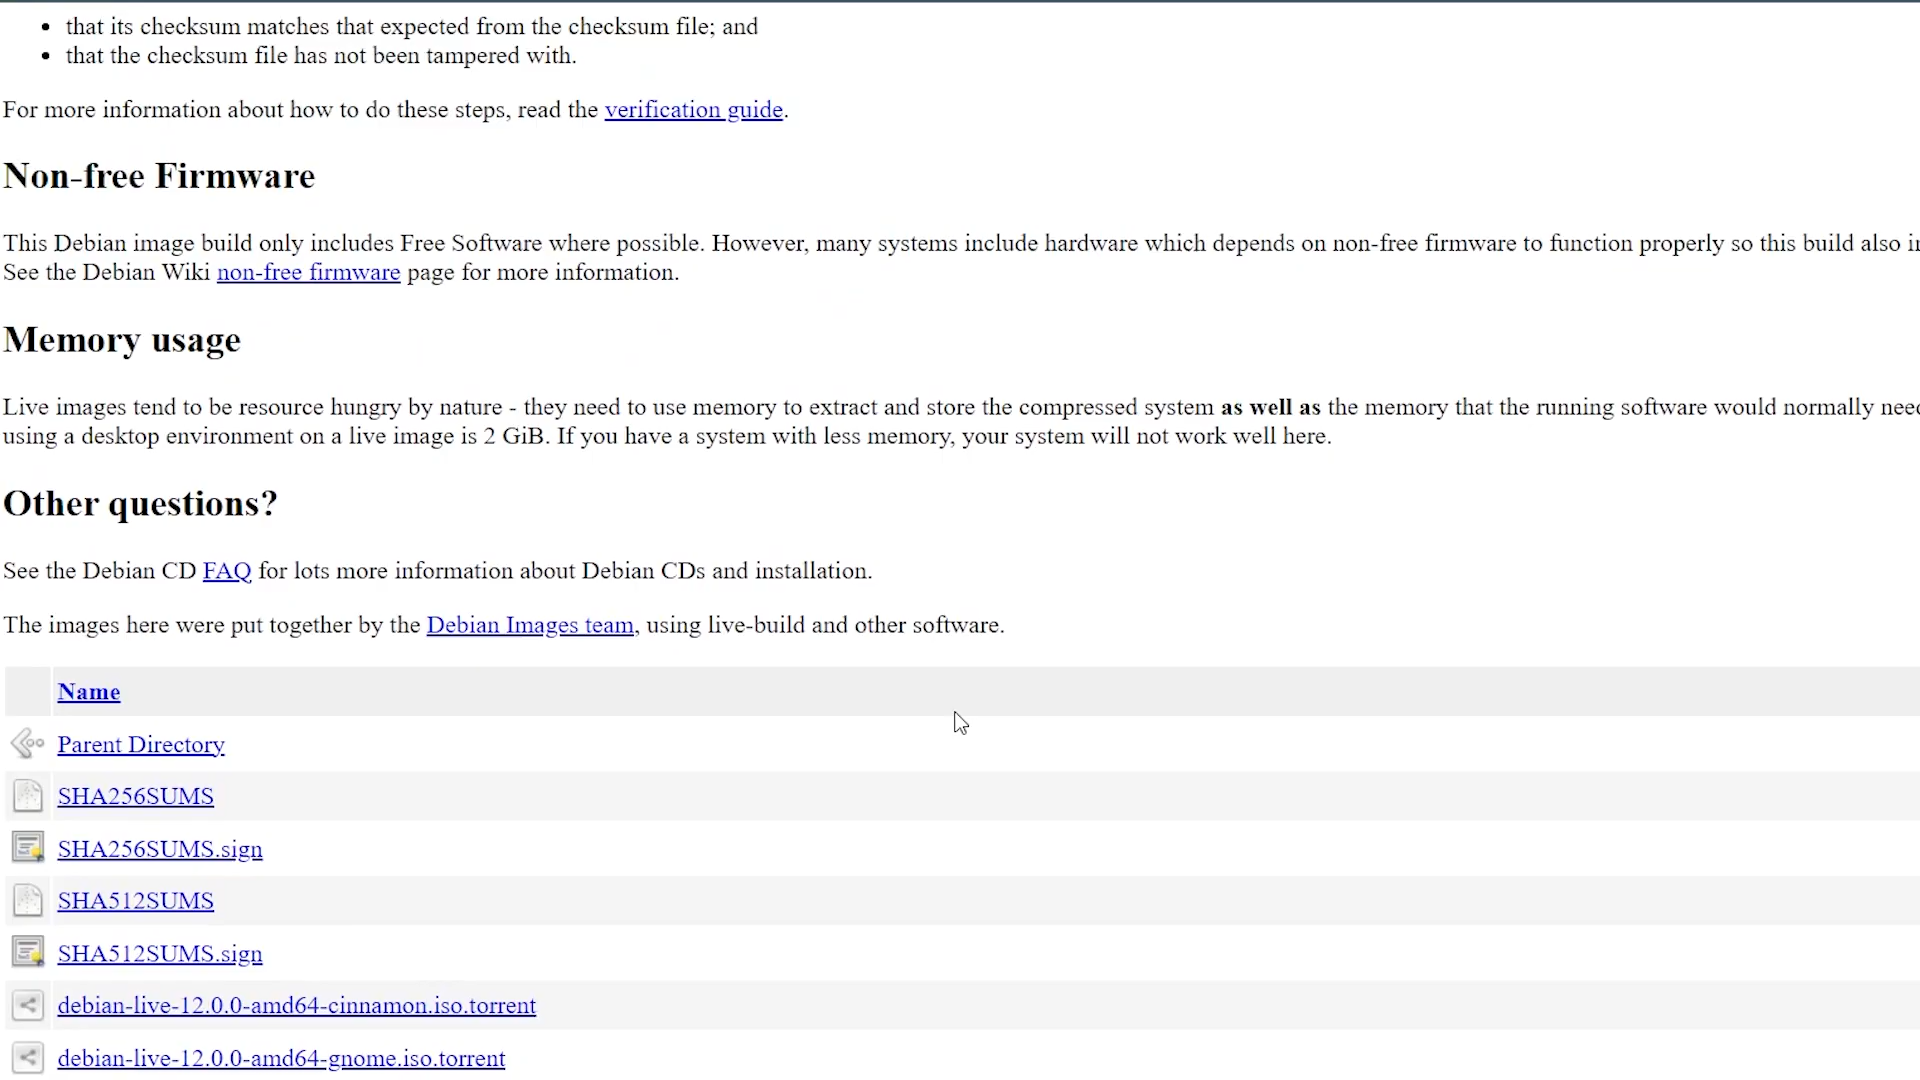 that its checksum matches that expected from the checksum file; and
that the checksum file has not been tampered with.
For more information about how to do these steps, read the verification guide.
Non-free Firmware
This Debian image build only includes Free Software where possible. However, many systems include hardware which depends on non-free firmware to function properly so this build also
See the Debian Wiki non-free firmware page for more information.
Memory usage
Live images tend to be resource hungry by nature - they need to use memory to extract and store the compressed system as well as the memory that the running software would normally
using a desktop environment on a live image is 2 GiB. If you have a system with less memory, your system will not work well here.
Other questions?
See the Debian CD FAQ for lots more information about Debian CDs and installation.
The images here were put together by the Debian Images team, using live-build and other software.
Name
Parent Directory
SHA256SUMS
SHA256SUMS.sign
SHA512SUMS
SHA512SUMS.sign
debian-live-12.0.0-amd64-cinnamon.iso.torrent
debian-live-12.0.0-amd64-gnome.iso.torrent